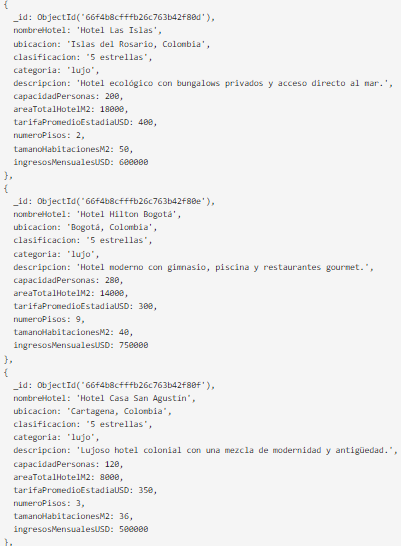 {
_id: ObjectId('66f4b8cfffb26c763b42f80d'),
nombreHotel: 'Hotel Las Islas',
ubicacion: 'Islas del Rosario, Colombia',
clasificacion: '5 estrellas',
categoria: 'lujo',
descripcion: 'Hotel ecológico con bungalows privados y acceso directo al mar.',
capacidadPersonas: 200,
areaTotalHotelM2: 18000,
tarifaPromedioEstadiaUSD: 400,
numeroPisos: 2,
tamanoHabitacionesM2: 50,
ingresosMensualesUSD: 600000
},
{
_id: ObjectId('66f4b8cfffb26c763b42f80e'),
nombreHotel: 'Hotel Hilton Bogotá',
ubicacion: 'Bogotá, Colombia',
clasificacion: '5 estrellas',
categoria: 'lujo',
descripcion: 'Hotel moderno con gimnasio, piscina y restaurantes gourmet.',
capacidadPersonas: 280,
areaTotalHotelM2: 14000,
tarifaPromedioEstadiaUSD: 300,
numeroPisos: 9,
tamanoHabitacionesM2: 40,
ingresosMensualesUSD: 750000
},
{
_id: ObjectId('66f4b8cfffb26c763b42f80f'),
nombreHotel: 'Hotel Casa San Agustín',
ubicacion: 'Cartagena, Colombia',
clasificacion: '5 estrellas',
categoria: 'lujo',
descripcion: 'Lujoso hotel colonial con una mezcla de modernidad y antigüedad.',
capacidadPersonas: 120,
areaTotalHotelM2: 8000,
tarifaPromedioEstadiaUSD: 350,
numeroPisos: 3,
tamanoHabitacionesM2: 36,
ingresosMensualesUSD: 500000
},